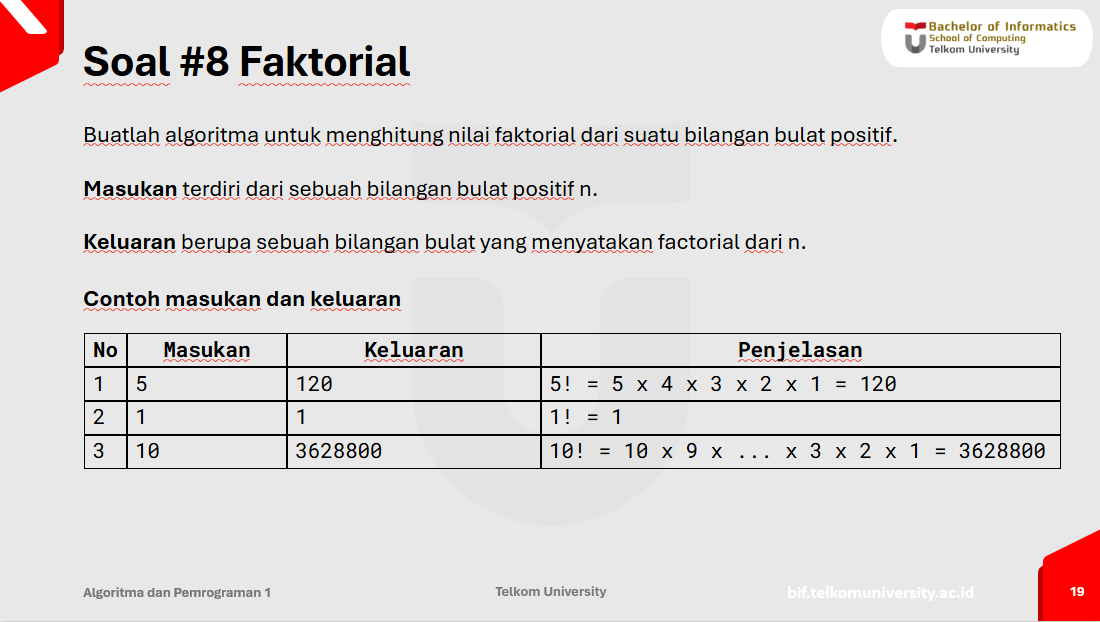 Bachelor of Informatics
School of Computing
Telkom University
Soal #8 Faktorial
Buatlah algoritma untuk menghitung nilai faktorial dari suatu bilangan bulat positif.
Masukan terdiri dari sebuah bilangan bulat positif n.
Keluaran berupa sebuah bilangan bulat yang menyatakan factorial dari n.
Contoh masukan dan keluaran
No Masukan Keluaran Penjelasan
1 5 120 5! = 5 x 4 x 3 x 2 x 1 = 120
2 1 1 1! = 1
3 10 3628800 10! = 10 x 9 x ... x 3 x 2 x 1 = 3628800
Algoritma dan Pemrograman 1 Telkom University bif.telkomuniversity.ac.id 19